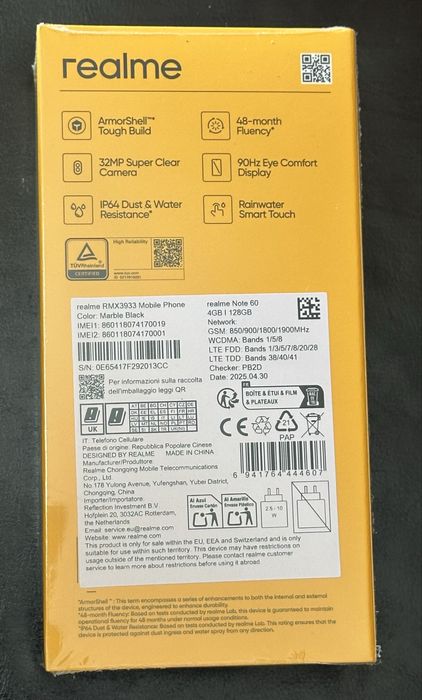 realme
ArmorShell™*
Tough Build
48-month
Fluency*
32MP Super Clear
Camera
90Hz Eye Comfort
Display
IP64 Dust & Water
Resistance*
Rainwater
Smart Touch
TÜVRheinland
CERTIFIED
High Reliability
www.tuv.com
realme RMX3933 Mobile Phone
Color: Marble Black
IMEI1: 860118074170019
IMEI2: 860118074170001
S/N: 0E65417F292013CC
Per informazioni sulla raccolta
dell'imballaggio leggi QR
realme Note 60
4GB | 128GB
Network:
GSM: 850/900/1800/1900MHz
WCDMA: Bands 1/5/8
LTE FDD: Bands 1/3/5/7/8/20/28
LTE TDD: Bands 38/40/41
Checker: PB2D
Date: 2025.04.30
FR
BOÎTE & ÉTUI & FILM
& PLATEAUX
UK
CE
21
PAP
IT: Telefono Cellulare
Paese di origine: Repubblica Popolare Cinese
DESIGNED BY REALME MADE IN CHINA
Manufacturer/Produttore:
Realme Chongqing Mobile Telecommunications
Corp., Ltd.
No.178 Yulong Avenue, Yufengshan, Yubei District,
Chongqing, China
Importer/Importatore:
Reflection Investment B.V
Hofplein 20, 3032AC Rotterdam,
the Netherlands
Email: service.eu@realme.com
Website: www.realme.com
6 941764 444607
Al Azul
Envase Cartón
Al Amarillo
Envase Plástico
2.5 - 10
W
This product is only for sale within the EU, EEA and Switzerland and is only
suitable for use within such territory. This device may have restrictions on
usage outside of the mentioned territory. Please contact realme customer
service to learn more about restrictions before using it abroad
"ArmorShell™: This term encompasses a series of enhancements to both the internal and external
structures of the device, engineered to enhance durability.
*48-month Fluency: Based on tests conducted by realme Lab, this device is guaranteed to maintain
operational fluency for 48 months under normal usage conditions.
*IP64 Dust & Water Resistance: Based on tests conducted by realme Lab. This rating ensures that the
device is protected against dust ingress and water spray from any direction.